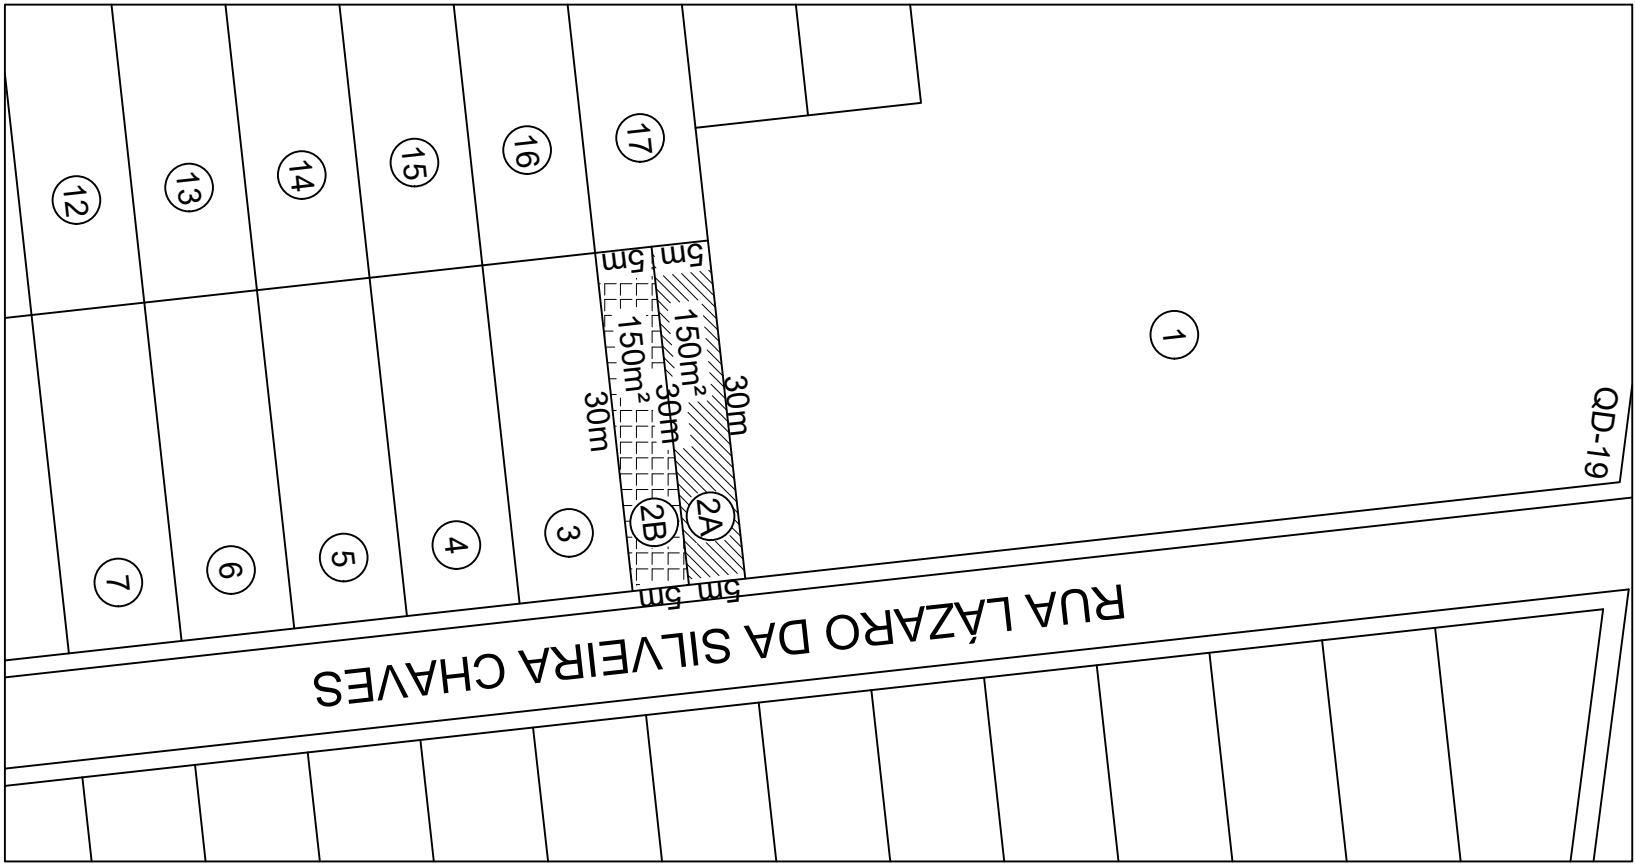 12
13
14
15
16
17
1
5m
5m
150m²
150m²
30m
30m
30m
QD-19
7
6
5
4
3
2B
2A
5m
5m
RUA LÁZARO DA SILVEIRA CHAVES